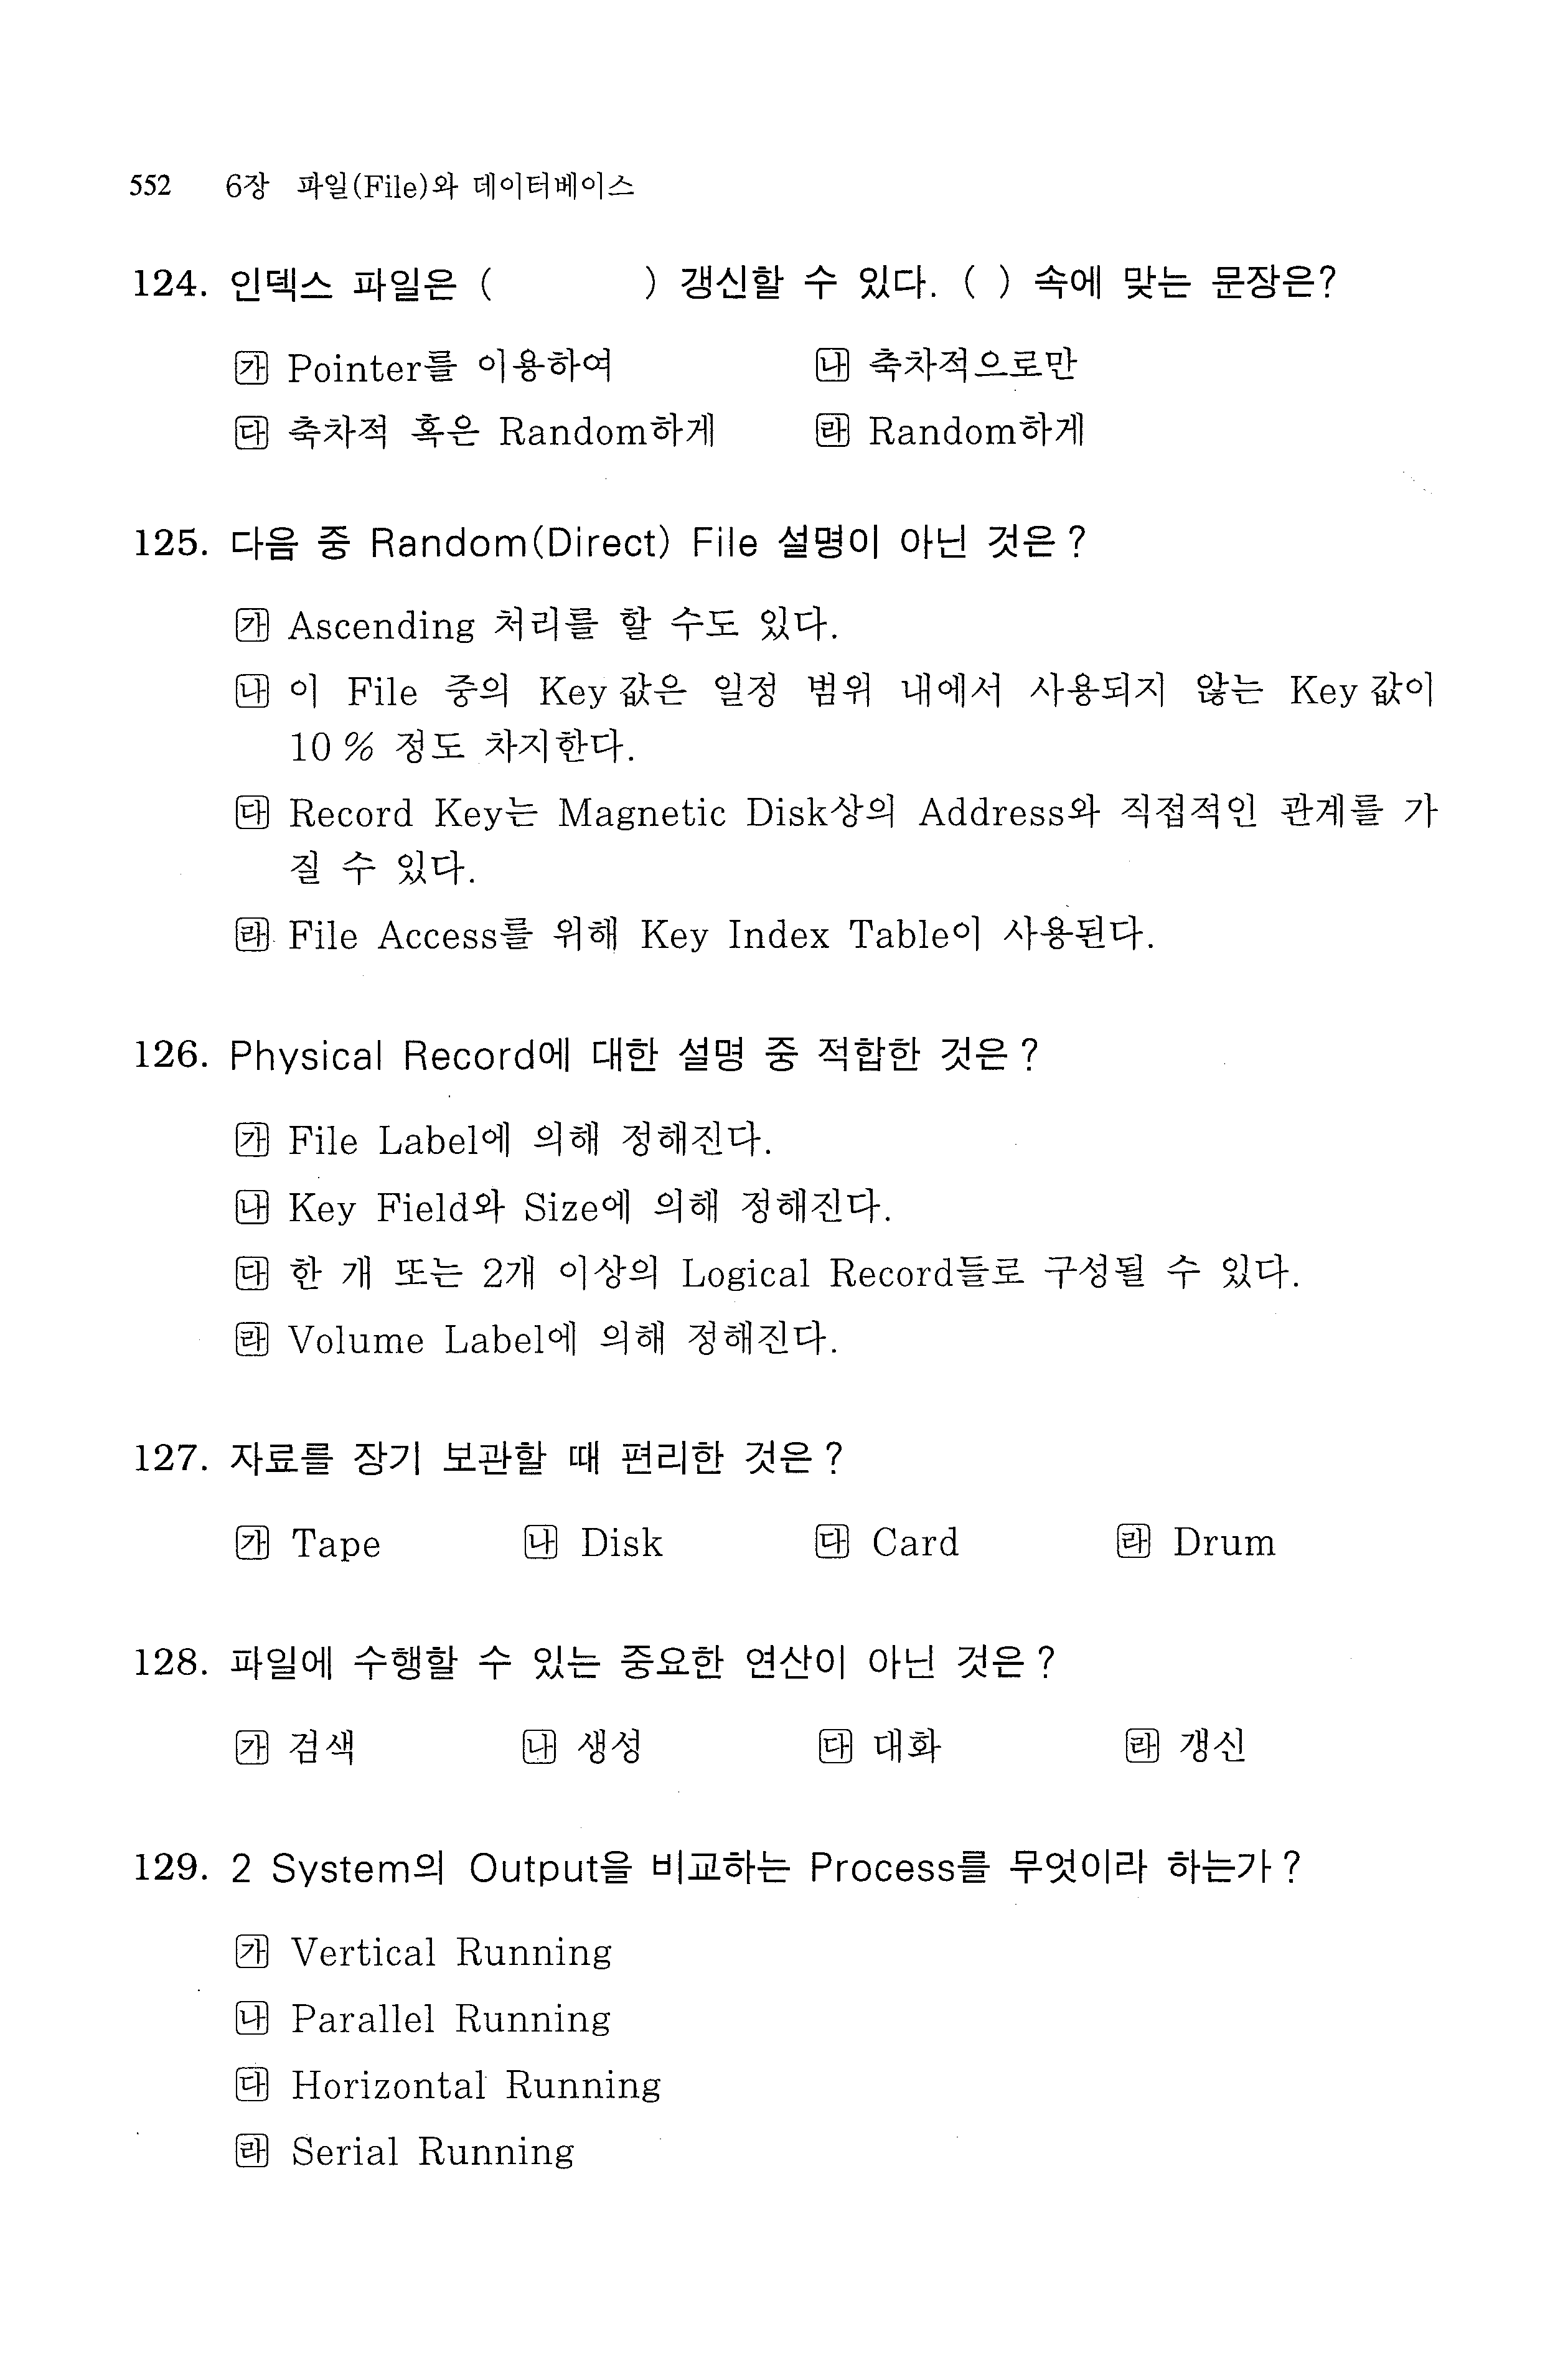 552 6장 파일(File)와 데이터베이스
124. 인덱스 파일은 ( ) 갱신할 수 있다. ( ) 속에 맞는 문장은?
㉮ Pointer를 이용하여 ㉯ 축차적으로만
㉰ 축차적 혹은 Random하게 ㉱ Random하게
125. 다음 중 Random(Direct) File 설명이 아닌 것은?
㉮ Ascending 처리를 할 수도 있다.
㉯ 이 File 중의 Key값은 일정 범위 내에서 사용되지 않는 Key값이
10% 정도 차지한다.
㉰ Record Key는 Magnetic Disk상의 Address와 직접적인 관계를 가
질 수 있다.
㉱ File Access를 위해 Key Index Table이 사용된다.
126. Physical Record에 대한 설명 중 적합한 것은?
㉮ File Label에 의해 정해진다.
㉯ Key Field와 Size에 의해 정해진다.
㉰ 한 개 또는 2개 이상의 Logical Record들로 구성될 수 있다.
㉱ Volume Label에 의해 정해진다.
127. 자료를 장기 보관할 때 편리한 것은?
㉮ Tape ㉯ Disk ㉰ Card ㉱ Drum
128. 파일에 수행할 수 있는 중요한 연산이 아닌 것은?
㉮ 검색 ㉯ 생성 ㉰ 대화 ㉱ 갱신
129. 2 System의 Output을 비교하는 Process를 무엇이라 하는가?
㉮ Vertical Running
㉯ Parallel Running
㉰ Horizontal Running
㉱ Serial Running